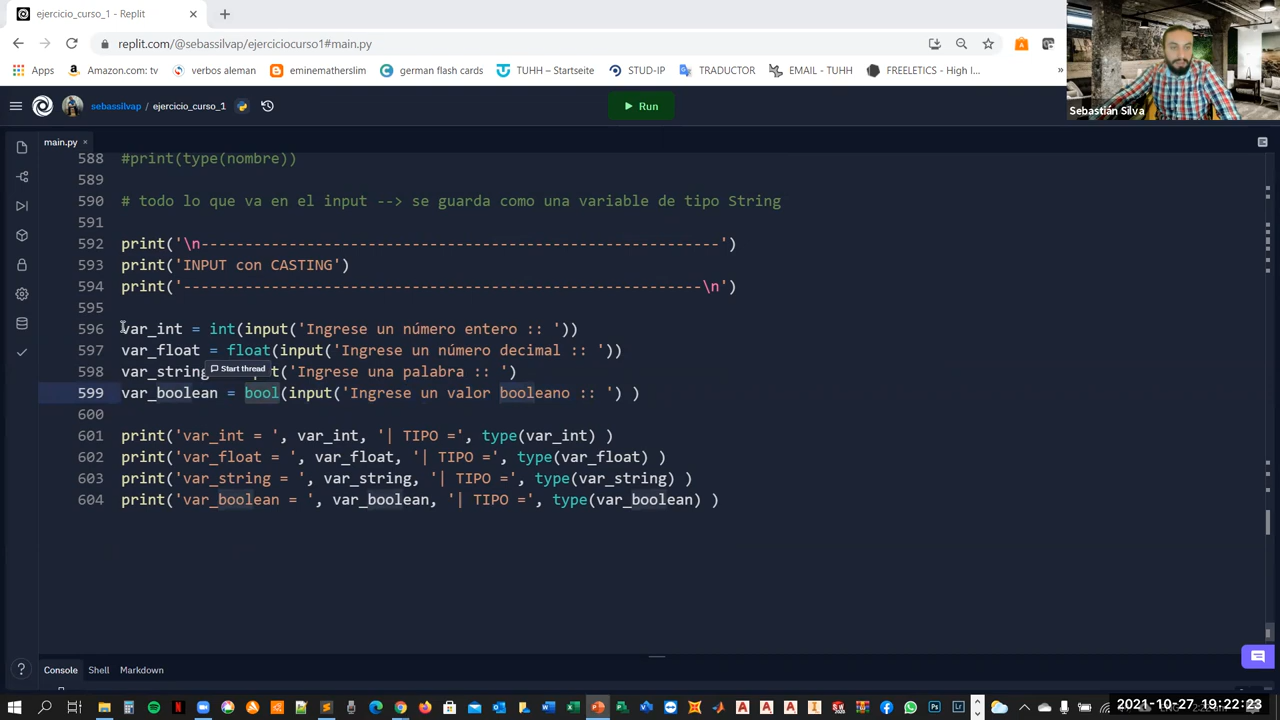 ejercicio_curso_1 - Replit
replit.com/@sebassilvap/ejerciciocurso1#main.py
Apps
Amazon.com: tv
verbos aleman
eminematherslim
german flash cards
TUHH – Startseite
STUD-IP
TRADUCTOR
EMAIL - TUHH
FREELETICS - High I...
»
Sebastián Silva
sebassilvap / ejercicio_curso_1
Run
main.py
588 #print(type(nombre))
589
590 # todo lo que va en el input --> se guarda como una variable de tipo String
591
592 print('\n-----------------------------------------------------------')
593 print('INPUT con CASTING')
594 print('-----------------------------------------------------------\n')
595
596 var_int = int(input('Ingrese un número entero :: '))
597 var_float = float(input('Ingrese un número decimal :: '))
Start thread
598 var_string t('Ingrese una palabra :: ')
599 var_boolean = bool(input('Ingrese un valor booleano :: ') )
600
601 print('var_int = ', var_int, '| TIPO =', type(var_int) )
602 print('var_float = ', var_float, '| TIPO =', type(var_float) )
603 print('var_string = ', var_string, '| TIPO =', type(var_string) )
604 print('var_boolean = ', var_boolean, '| TIPO =', type(var_boolean) )
Console
Shell
Markdown
2021-10-27 19:22:23